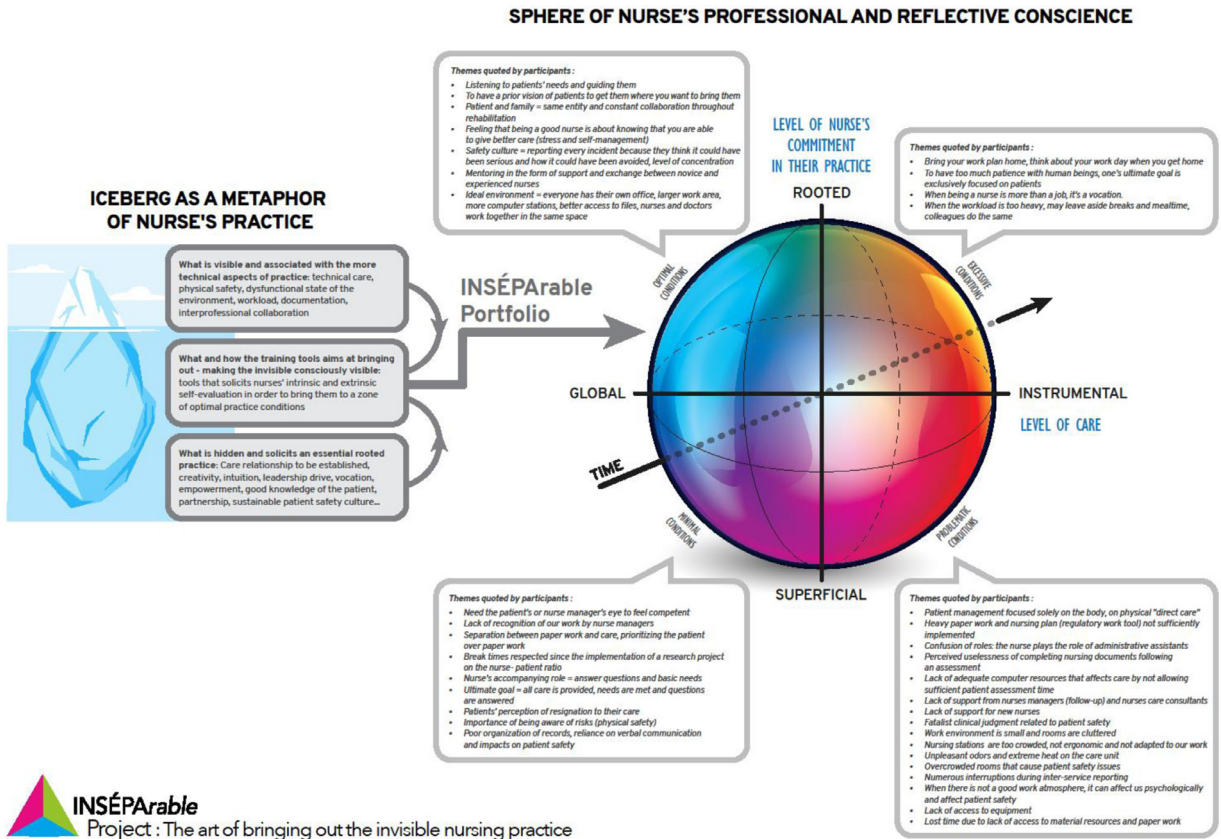 SPHERE OF NURSE'S PROFESSIONAL AND REFLECTIVE CONSCIENCE
ICEBERG AS A METAPHOR
OF NURSE'S PRACTICE
What is visible and associated with the more
technical aspects of practice: technical care,
physical safety, dysfunctional state of the
environment, workload, documentation,
interprofessional collaboration
What and how the training tools aims at bringing
out - making the invisible consciously visible:
tools that solicits nurses' intrinsic and extrinsic
self-evaluation in order to bring them to a zone
of optimal practice conditions
What is hidden and solicits an essential rooted
practice: Care relationship to be established,
creativity, intuition, leadership drive, vocation,
empowerment, good knowledge of the patient,
partnership, sustainable patient safety culture...
INSÉPArable
Portfolio
Themes quoted by participants :
• Listening to patients' needs and guiding them
• To have a prior vision of patients to get them where you want to bring them
• Patient and family = same entity and constant collaboration throughout
rehabilitation
• Feeling that being a good nurse is about knowing that you are able
to give better care (stress and self-management)
• Safety culture = reporting every incident because they think it could have
been serious and how it could have been avoided, level of concentration
• Mentoring in the form of support and exchange between novice and
experienced nurses
• Ideal environment = everyone has their own office, larger work area,
more computer stations, better access to files, nurses and doctors
work together in the same space
LEVEL OF NURSE'S
COMMITMENT
IN THEIR PRACTICE
ROOTED
Themes quoted by participants :
• Bring your work plan home, think about your work day when you get home
• To have too much patience with human beings, one's ultimate goal is
exclusively focused on patients
• When being a nurse is more than a job, it's a vocation.
• When the workload is too heavy, may leave aside breaks and mealtime,
colleagues do the same
OPTIMAL
CONDITIONS
EXCESSIVE
CONDITIONS
GLOBAL
INSTRUMENTAL
LEVEL OF CARE
TIME
MINIMAL
CONDITIONS
PROBLEMATIC
CONDITIONS
SUPERFICIAL
Themes quoted by participants :
• Need the patient's or nurse manager's eye to feel competent
• Lack of recognition of our work by nurse managers
• Separation between paper work and care, prioritizing the patient
over paper work
• Break times respected since the implementation of a research project
on the nurse- patient ratio
• Nurse's accompanying role = answer questions and basic needs
• Ultimate goal = all care is provided, needs are met and questions
are answered
• Patients' perception of resignation to their care
• Importance of being aware of risks (physical safety)
• Poor organization of records, reliance on verbal communication
and impacts on patient safety
Themes quoted by participants :
• Patient management focused solely on the body, on physical "direct care"
• Heavy paper work and nursing plan (regulatory work tool) not sufficiently
implemented
• Confusion of roles: the nurse plays the role of administrative assistants
• Perceived uselessness of completing nursing documents following
an assessment
• Lack of adequate computer resources that affects care by not allowing
sufficient patient assessment time
• Lack of support from nurses managers (follow-up) and nurses care consultants
• Lack of support for new nurses
• Fatalist clinical judgment related to patient safety
• Work environment is small and rooms are cluttered
• Nursing stations are too crowded, not ergonomic and not adapted to our work
• Unpleasant odors and extreme heat on the care unit
• Overcrowded rooms that cause patient safety issues
• Numerous interruptions during inter-service reporting
• When there is not a good work atmosphere, it can affect us psychologically
and affect patient safety
• Lack of access to equipment
• Lost time due to lack of access to material resources and paper work
INSÉPArable
Project : The art of bringing out the invisible nursing practice